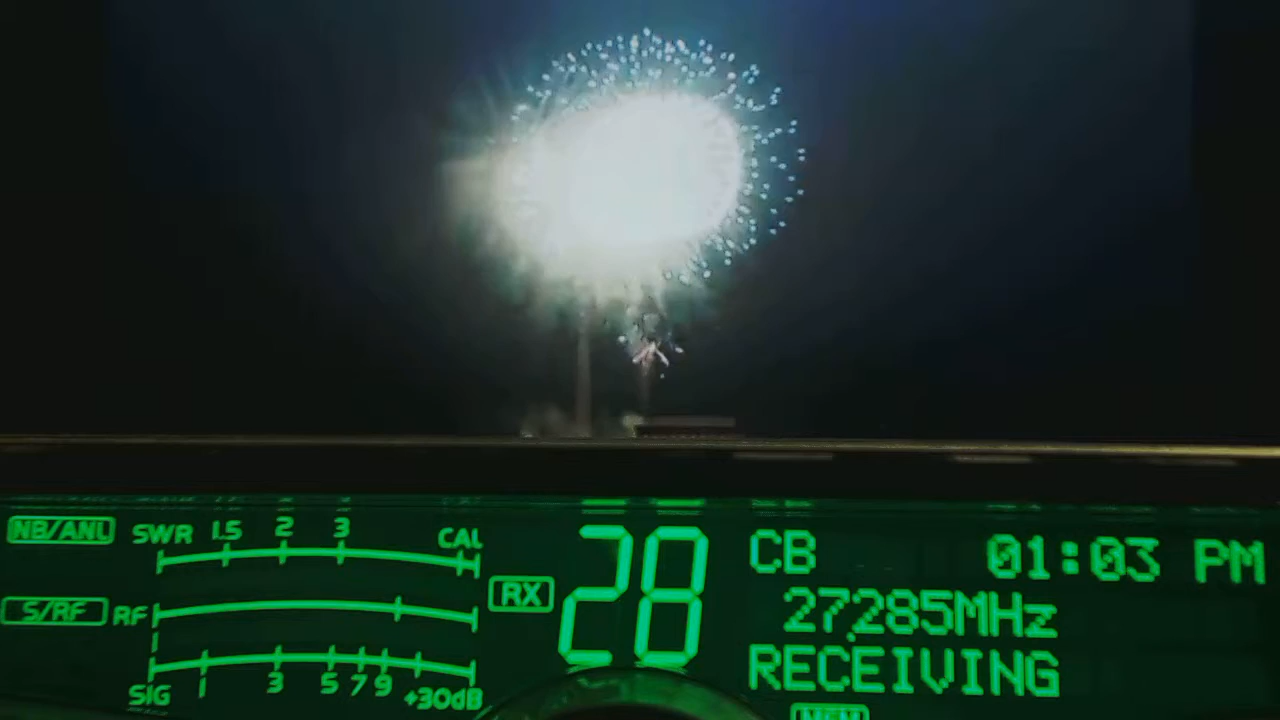 NB/ANL SWR 1.5 2 3 CAL
S/RF RF
SIG 1 3 5 7 9 +30dB
RX 28
CB 01:03 PM
27.285MHz
RECEIVING
MEM